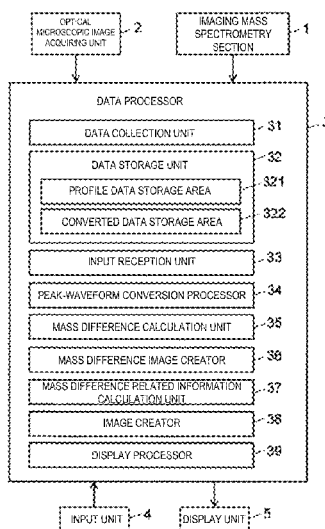 OPTICAL
MICROSCOPIC IMAGE
ACQUIRING UNIT
2
IMAGING MASS
SPECTROMETRY
SECTION
1
DATA PROCESSOR
3
DATA COLLECTION UNIT
31
DATA STORAGE UNIT
32
PROFILE DATA STORAGE AREA
321
CONVERTED DATA STORAGE AREA
322
INPUT RECEPTION UNIT
33
PEAK-WAVEFORM CONVERSION PROCESSOR
34
MASS DIFFERENCE CALCULATION UNIT
35
MASS DIFFERENCE IMAGE CREATOR
36
MASS DIFFERENCE RELATED INFORMATION
CALCULATION UNIT
37
IMAGE CREATOR
38
DISPLAY PROCESSOR
39
INPUT UNIT
4
DISPLAY UNIT
5